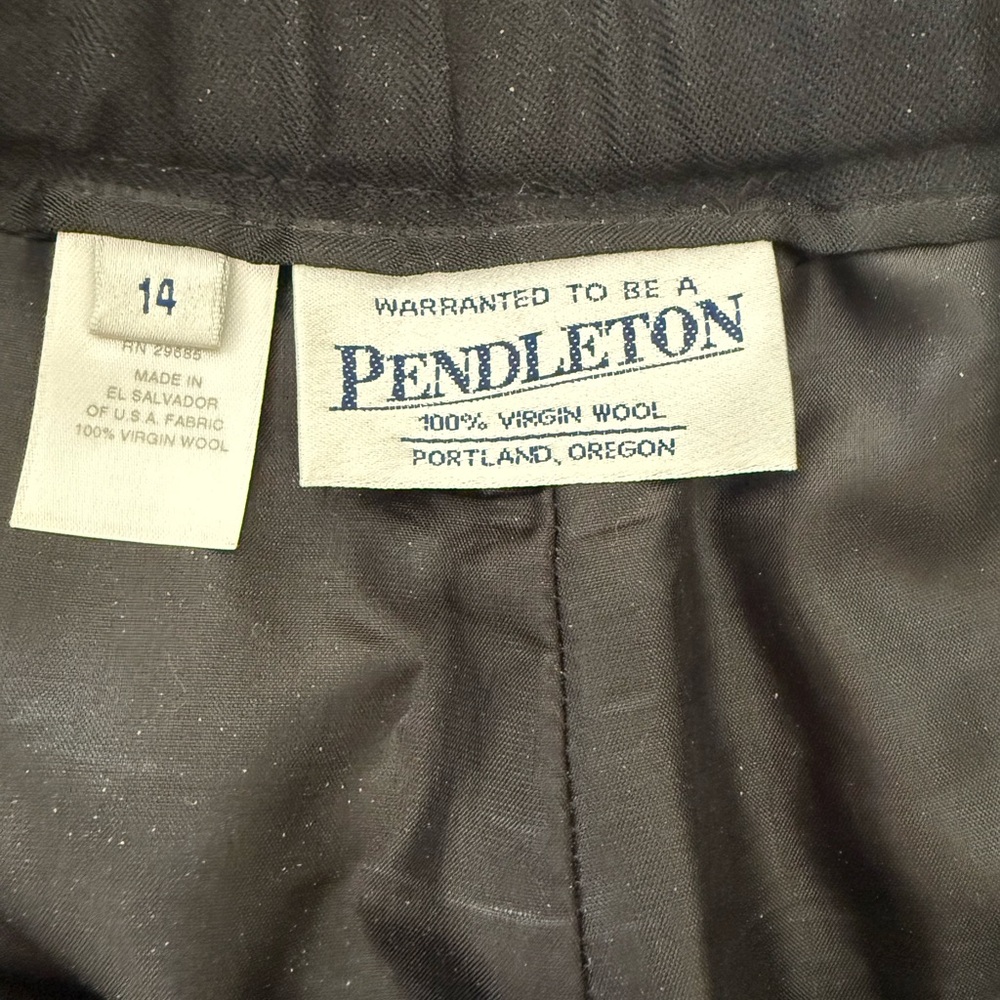 14
RN 29685
MADE IN
EL SALVADOR
OF U.S.A. FABRIC
100% VIRGIN WOOL
WARRANTED TO BE A
PENDLETON
100% VIRGIN WOOL
PORTLAND, OREGON